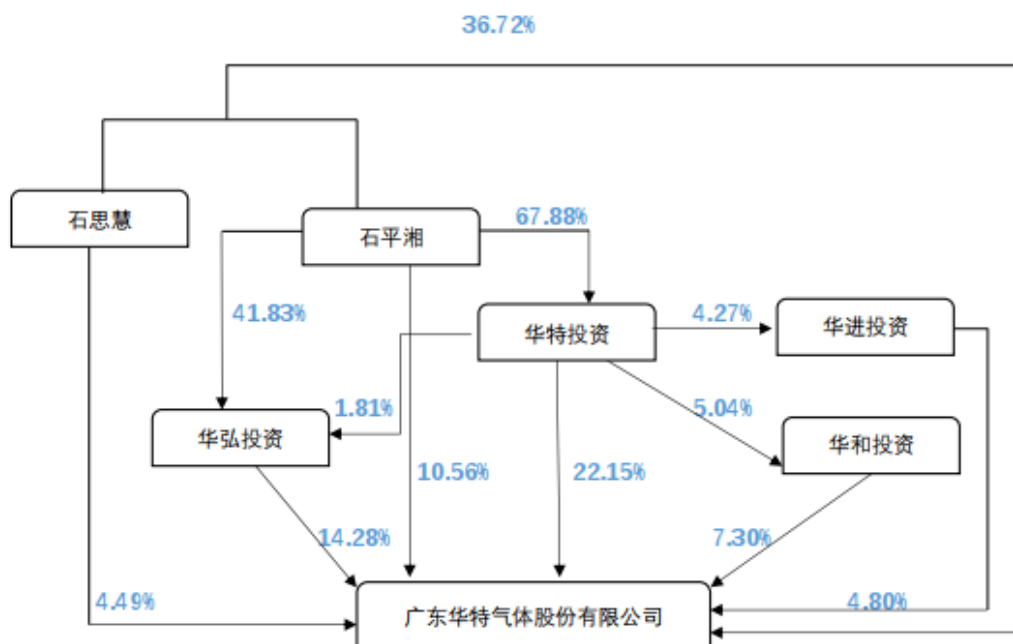 36.72%
石思慧
石平湘
67.88%
41.83%
华特投资
4.27%
华进投资
1.81%
5.04%
华弘投资
华和投资
10.56%
22.15%
14.28%
7.30%
4.49%
广东华特气体股份有限公司
4.80%